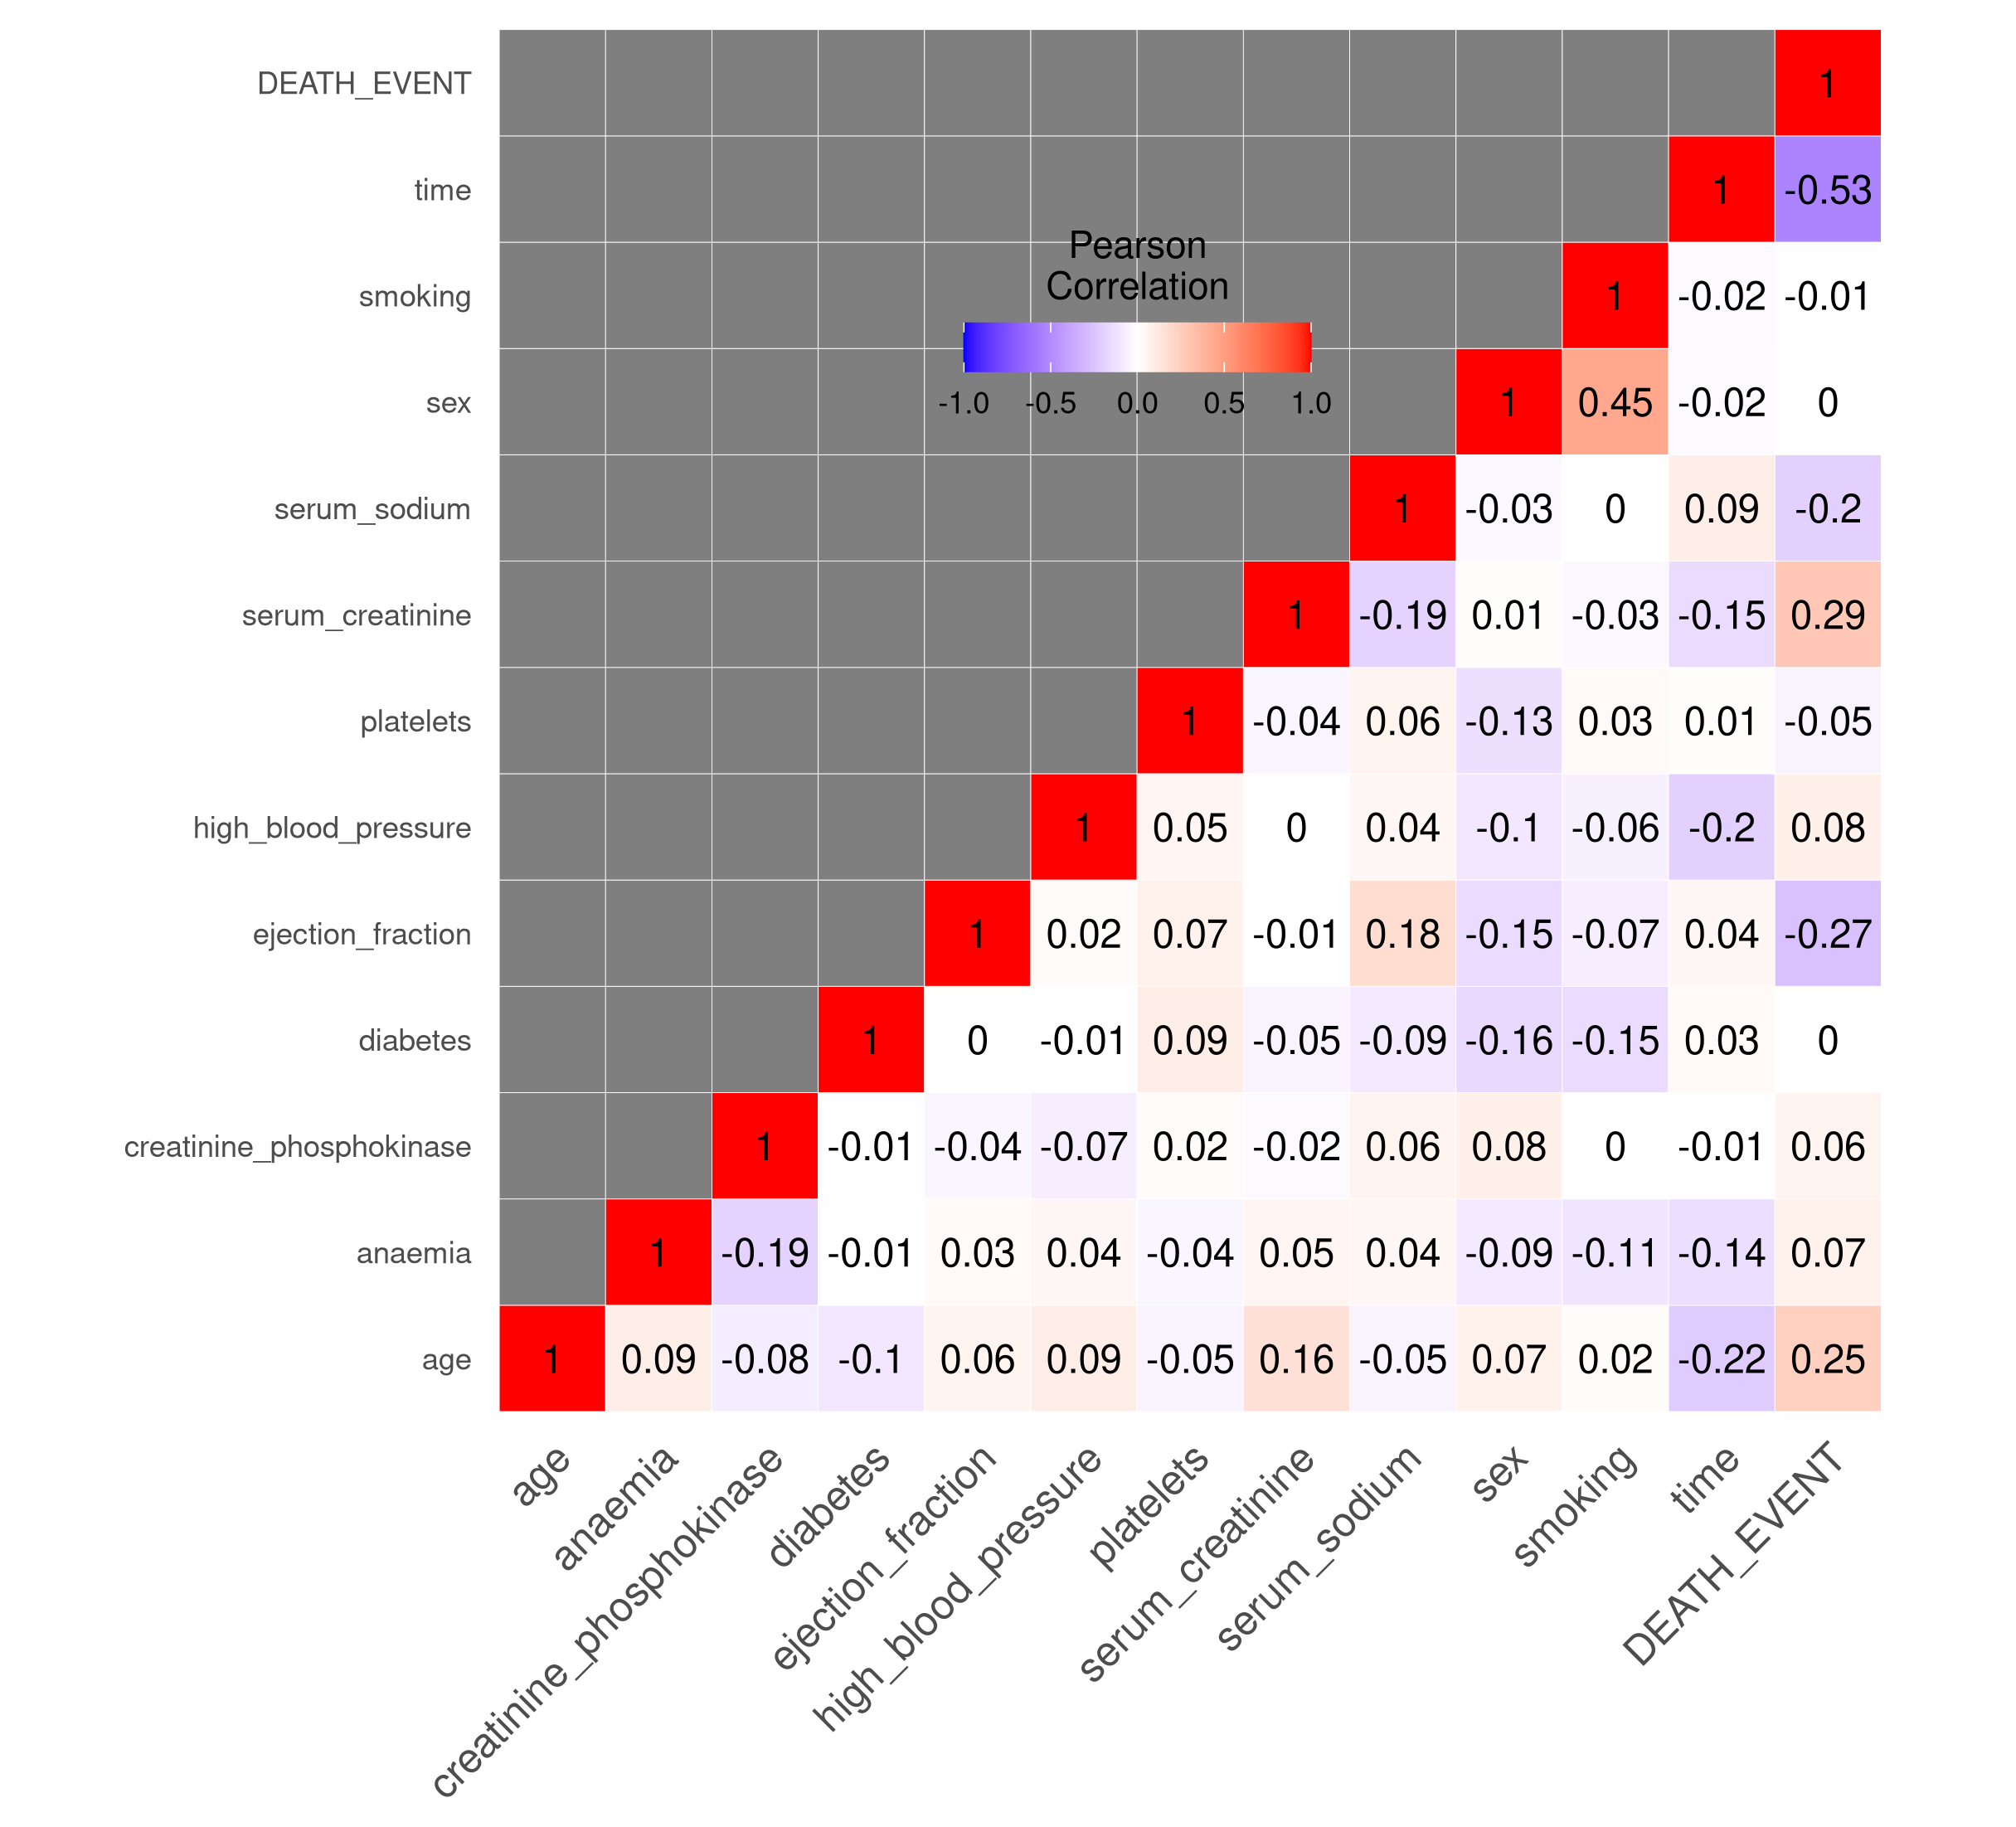 DEATH_EVENT 1
time 1 -0.53
Pearson
Correlation
smoking 1 -0.02 -0.01
-1.0 -0.5 0.0 0.5 1.0
sex 1 0.45 -0.02 0
serum_sodium 1 -0.03 0 0.09 -0.2
serum_creatinine 1 -0.19 0.01 -0.03 -0.15 0.29
platelets 1 -0.04 0.06 -0.13 0.03 0.01 -0.05
high_blood_pressure 1 0.05 0 0.04 -0.1 -0.06 -0.2 0.08
ejection_fraction 1 0.02 0.07 -0.01 0.18 -0.15 -0.07 0.04 -0.27
diabetes 1 0 -0.01 0.09 -0.05 -0.09 -0.16 -0.15 0.03 0
creatinine_phosphokinase 1 -0.01 -0.04 -0.07 0.02 -0.02 0.06 0.08 0 -0.01 0.06
anaemia 1 -0.19 -0.01 0.03 0.04 -0.04 0.05 0.04 -0.09 -0.11 -0.14 0.07
age 1 0.09 -0.08 -0.1 0.06 0.09 -0.05 0.16 -0.05 0.07 0.02 -0.22 0.25
age
anaemia
creatinine_phosphokinase
diabetes
ejection_fraction
high_blood_pressure
platelets
serum_creatinine
serum_sodium
sex
smoking
time
DEATH_EVENT